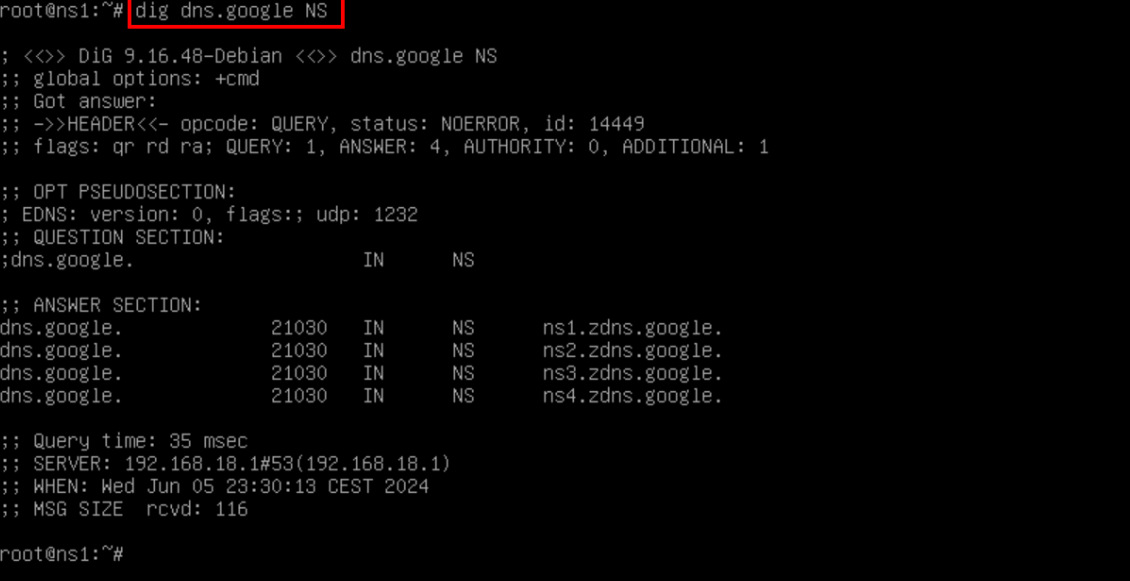 root@ns1:~# dig dns.google NS
; <<>> DiG 9.16.48-Debian <<>> dns.google NS
;; global options: +cmd
;; Got answer:
;; ->>HEADER<<- opcode: QUERY, status: NOERROR, id: 14449
;; flags: qr rd ra; QUERY: 1, ANSWER: 4, AUTHORITY: 0, ADDITIONAL: 1
;; OPT PSEUDOSECTION:
; EDNS: version: 0, flags:; udp: 1232
;; QUESTION SECTION:
;dns.google. IN NS
;; ANSWER SECTION:
dns.google. 21030 IN NS ns1.zdns.google.
dns.google. 21030 IN NS ns2.zdns.google.
dns.google. 21030 IN NS ns3.zdns.google.
dns.google. 21030 IN NS ns4.zdns.google.
;; Query time: 35 msec
;; SERVER: 192.168.18.1#53(192.168.18.1)
;; WHEN: Wed Jun 05 23:30:13 CEST 2024
;; MSG SIZE rcvd: 116
root@ns1:~#